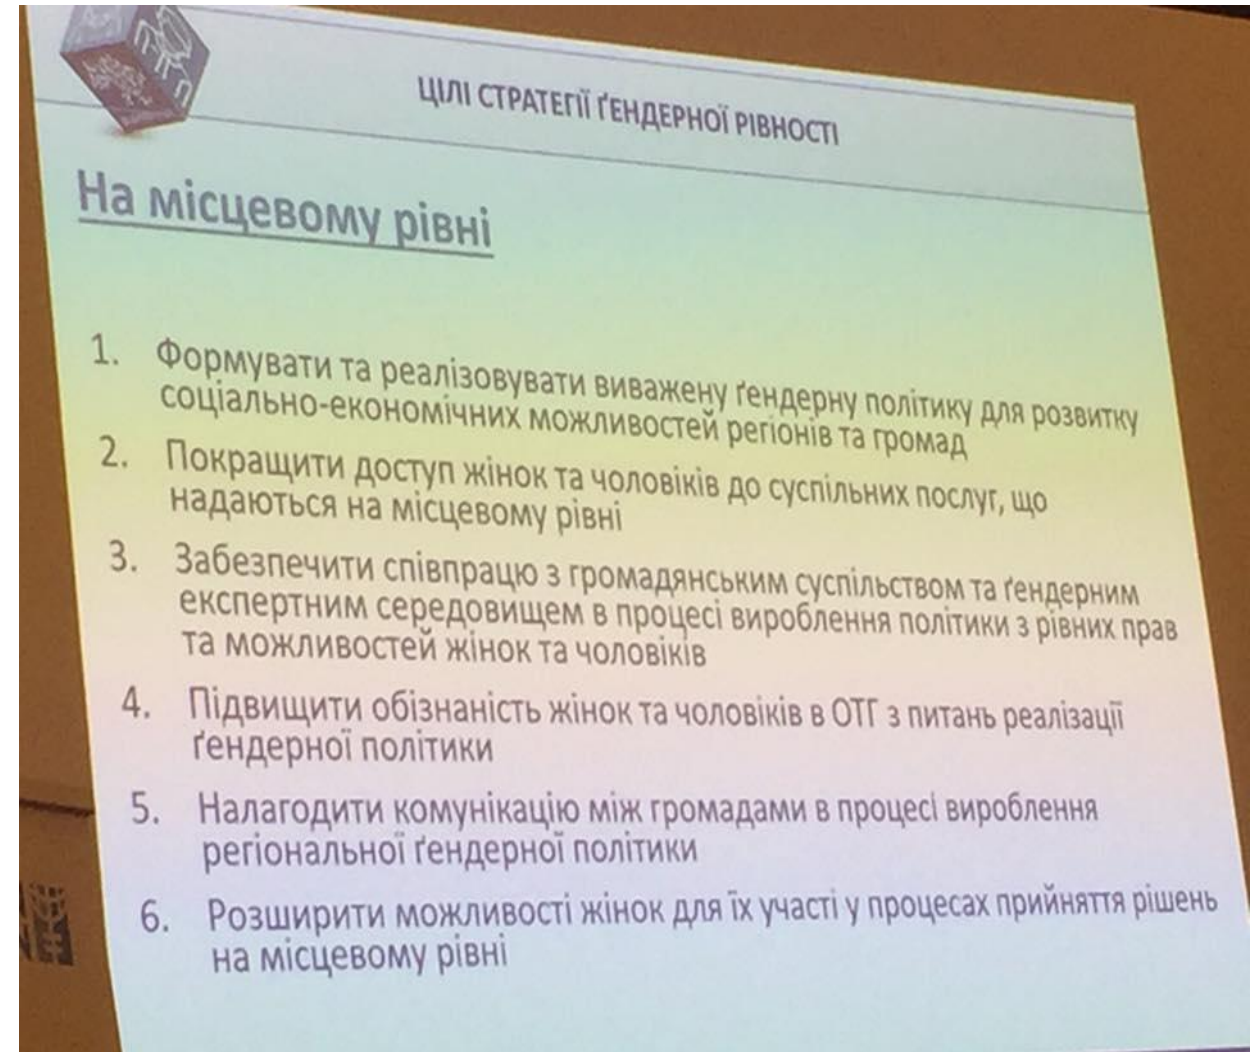 ЦІЛІ СТРАТЕГІЇ ҐЕНДЕРНОЇ РІВНОСТІ
На місцевому рівні
1. Формувати та реалізовувати виважену ґендерну політику для розвитку
соціально-економічних можливостей регіонів та громад
2. Покращити доступ жінок та чоловіків до суспільних послуг, що
надаються на місцевому рівні
3. Забезпечити співпрацю з громадянським суспільством та ґендерним
експертним середовищем в процесі вироблення політики з рівних прав
та можливостей жінок та чоловіків
4. Підвищити обізнаність жінок та чоловіків в ОТГ з питань реалізації
ґендерної політики
5. Налагодити комунікацію між громадами в процесі вироблення
регіональної ґендерної політики
6. Розширити можливості жінок для їх участі у процесах прийняття рішень
на місцевому рівні